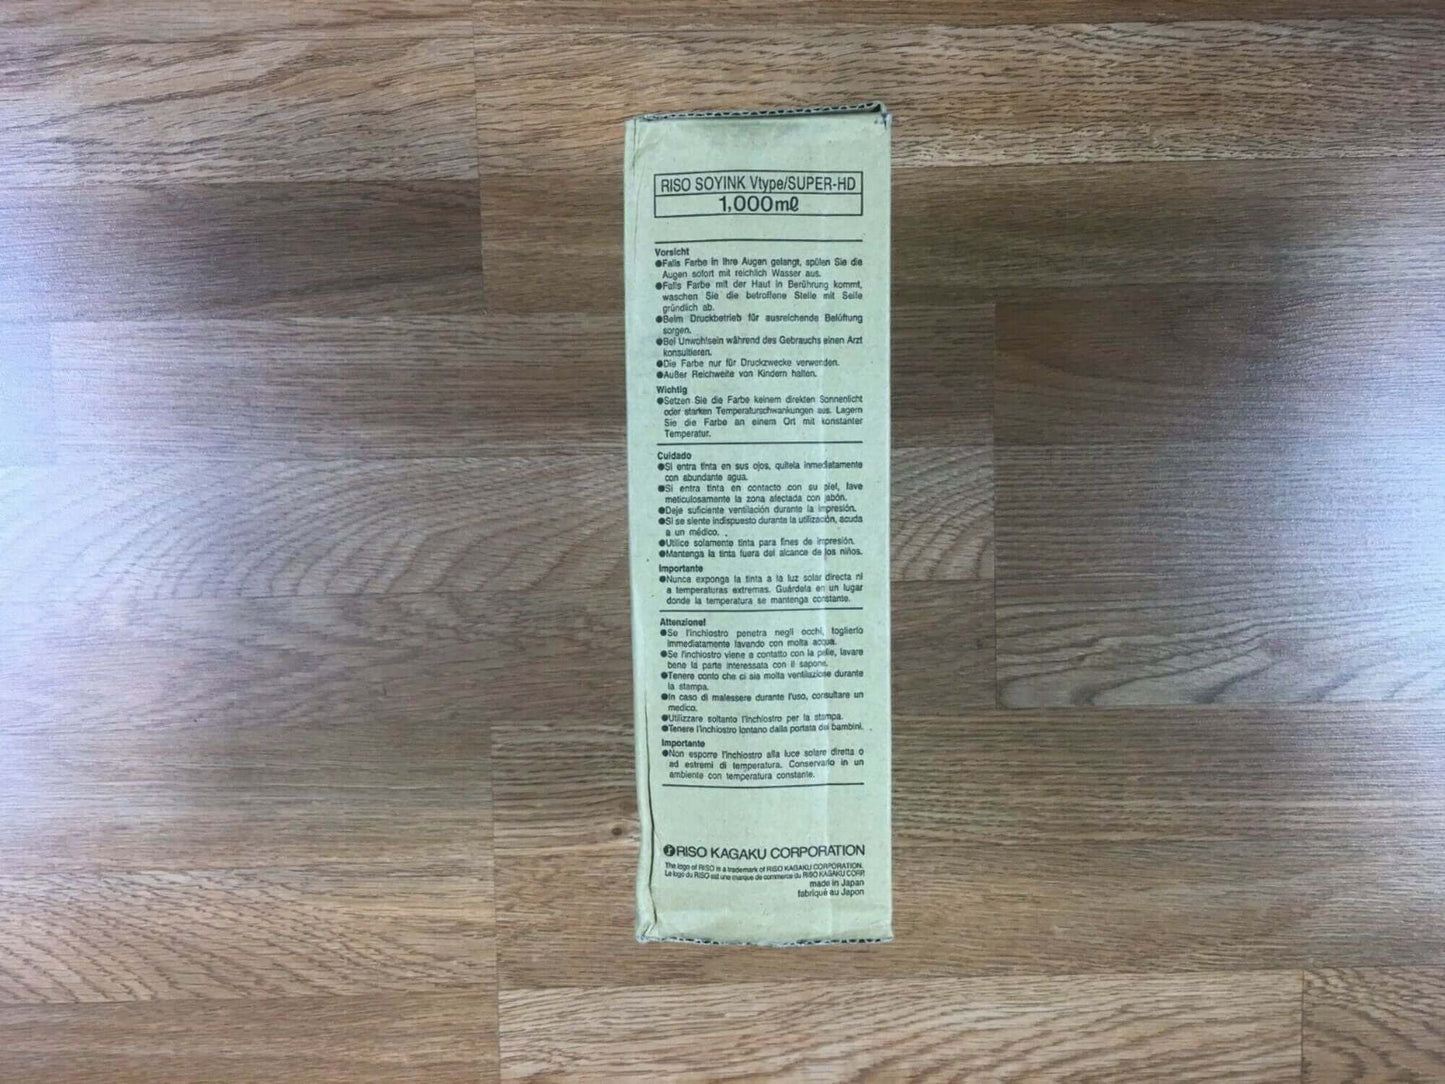 RISO SOYINK Vtype/SUPER-HD
1,000mℓ
Vorsicht
●Falls Farbe in Ihre Augen gelangt, spülen Sie die
Augen sofort mit reichlich Wasser aus.
●Falls Farbe mit der Haut in Berührung kommt,
waschen Sie die betroffene Stelle mit Seife
gründlich ab.
●Beim Druckbetrieb für ausreichende Belüftung
sorgen.
●Bei Unwohlsein während des Gebrauchs einen Arzt
konsultieren.
●Die Farbe nur für Druckzwecke verwenden.
●Außer Reichweite von Kindern halten.
Wichtig
●Setzen Sie die Farbe keinem direkten Sonnenlicht
oder starken Temperaturschwankungen aus. Lagern
Sie die Farbe an einem Ort mit konstanter
Temperatur.
Cuidado
●Si entra tinta en sus ojos, quítela inmediatamente
con abundante agua.
●Si entra tinta en contacto con su piel, lave
meticulosamente la zona afectada con jabón.
●Deje suficiente ventilación durante la impresión.
●Si se siente indispuesto durante la utilización, acuda
a un médico.
●Utilice solamente tinta para fines de impresión.
●Mantenga la tinta fuera del alcance de los niños.
Importante
●Nunca exponga la tinta a la luz solar directa ni
a temperaturas extremas. Guárdela en un lugar
donde la temperatura se mantenga constante.
Attenzione!
●Se l'inchiostro penetra negli occhi, toglierlo
immediatamente lavando con molta acqua.
●Se l'inchiostro viene a contatto con la pelle, lavare
bene la parte interessata con il sapone.
●Tenere conto che ci sia molta ventilazione durante
la stampa.
●In caso di malessere durante l'uso, consultare un
medico.
●Utilizzare soltanto l'inchiostro per la stampa.
●Tenere l'inchiostro lontano dalla portata dei bambini.
Importante
●Non esporre l'inchiostro alla luce solare diretta o
ad estremi di temperatura. Conservarlo in un
ambiente con temperatura constante.
RISO KAGAKU CORPORATION
The logo of RISO is a trademark of RISO KAGAKU CORPORATION.
Le logo du RISO est une marque de commerce du RISO KAGAKU CORP.
made in Japan
fabriqué au Japon